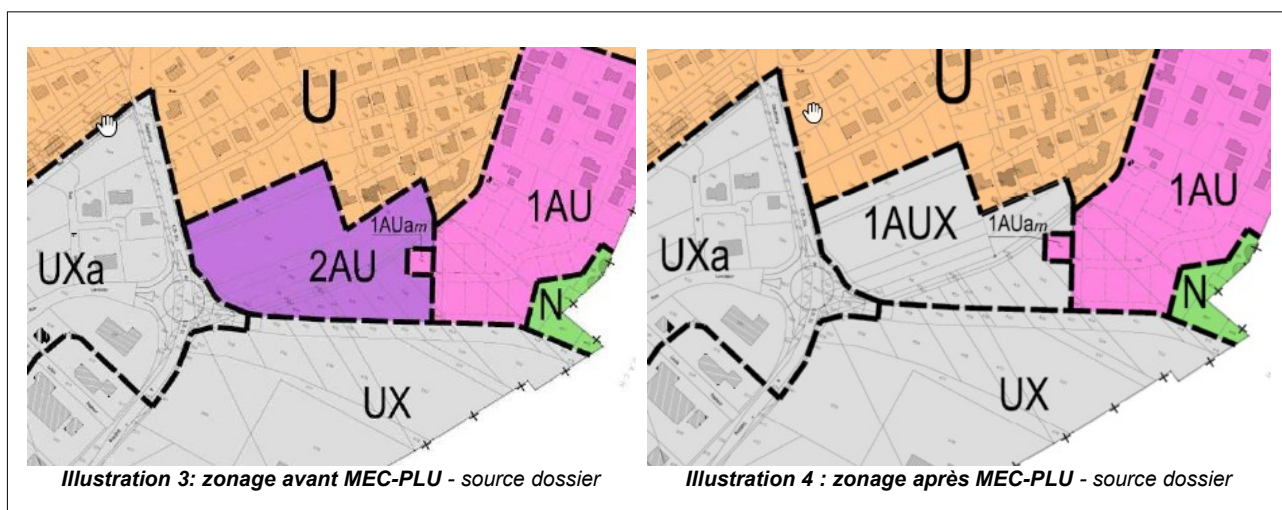 U
1AU
1AUam
2AU
UXa
N
UX
Illustration 3: zonage avant MEC-PLU - source dossier
U
1AU
1AUX
1AUam
UXa
N
UX
Illustration 4 : zonage après MEC-PLU - source dossier